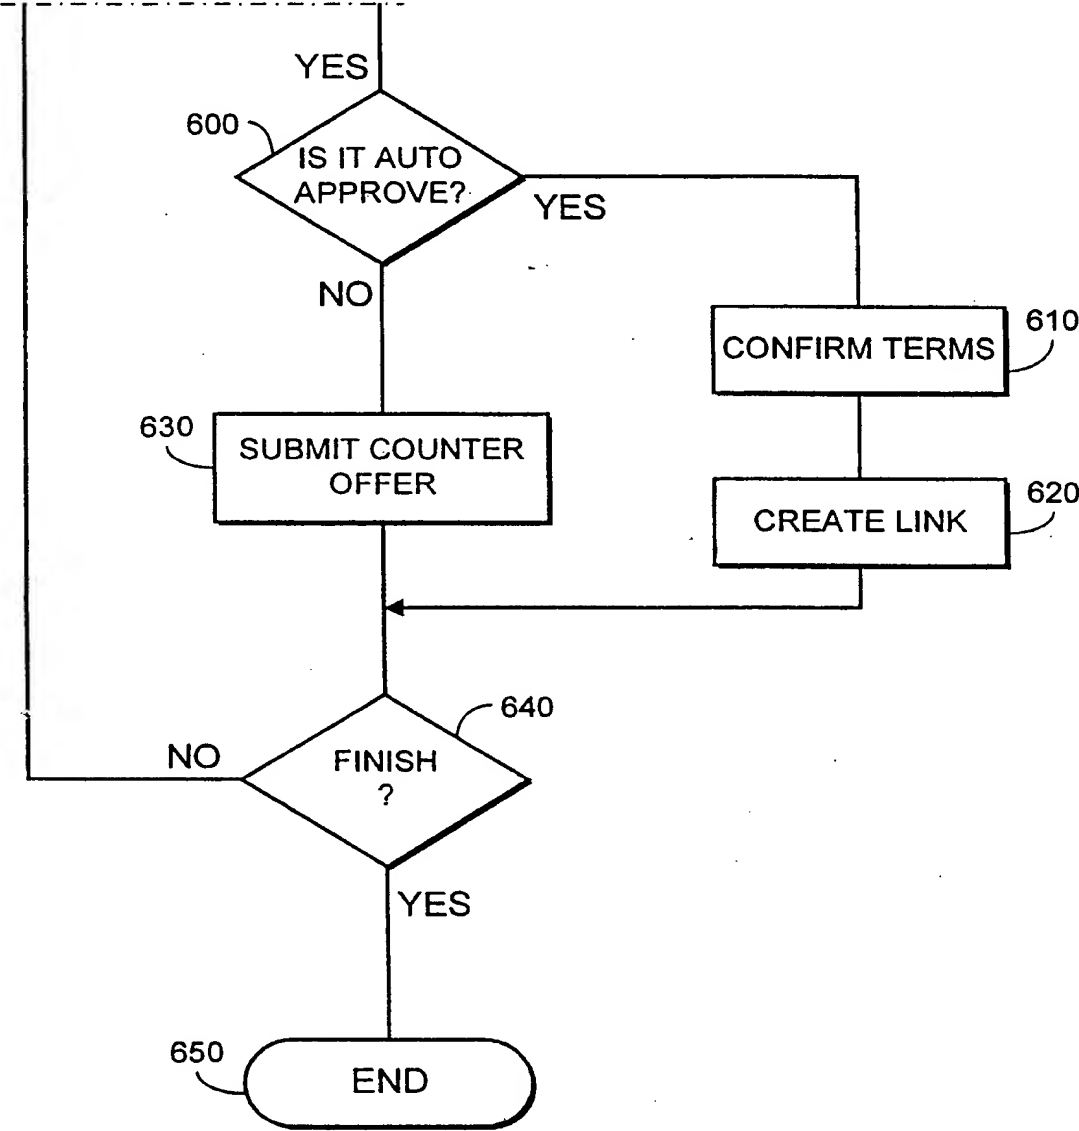 YES
600
IS IT AUTO
APPROVE?
YES
NO
610
CONFIRM TERMS
630
SUBMIT COUNTER
OFFER
620
CREATE LINK
640
NO
FINISH
?
YES
650
END